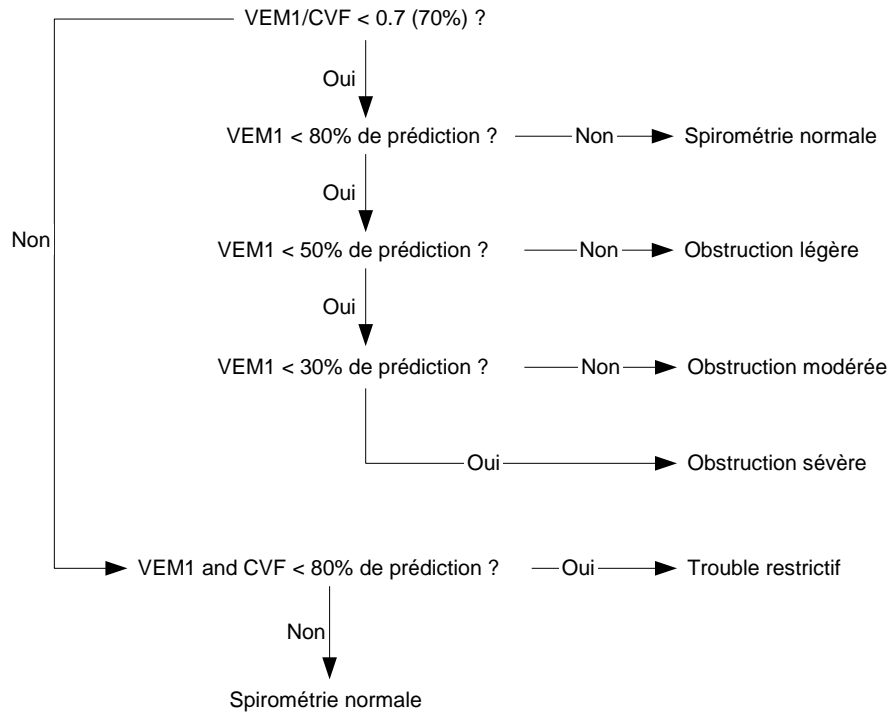 VEM1/CVF < 0.7 (70%) ?
Oui
VEM1 < 80% de prédiction ?
Non
Spirométrie normale
Oui
Non
VEM1 < 50% de prédiction ?
Non
Obstruction légère
Oui
VEM1 < 30% de prédiction ?
Non
Obstruction modérée
Oui
Obstruction sévère
VEM1 and CVF < 80% de prédiction ?
Oui
Trouble restrictif
Non
Spirométrie normale